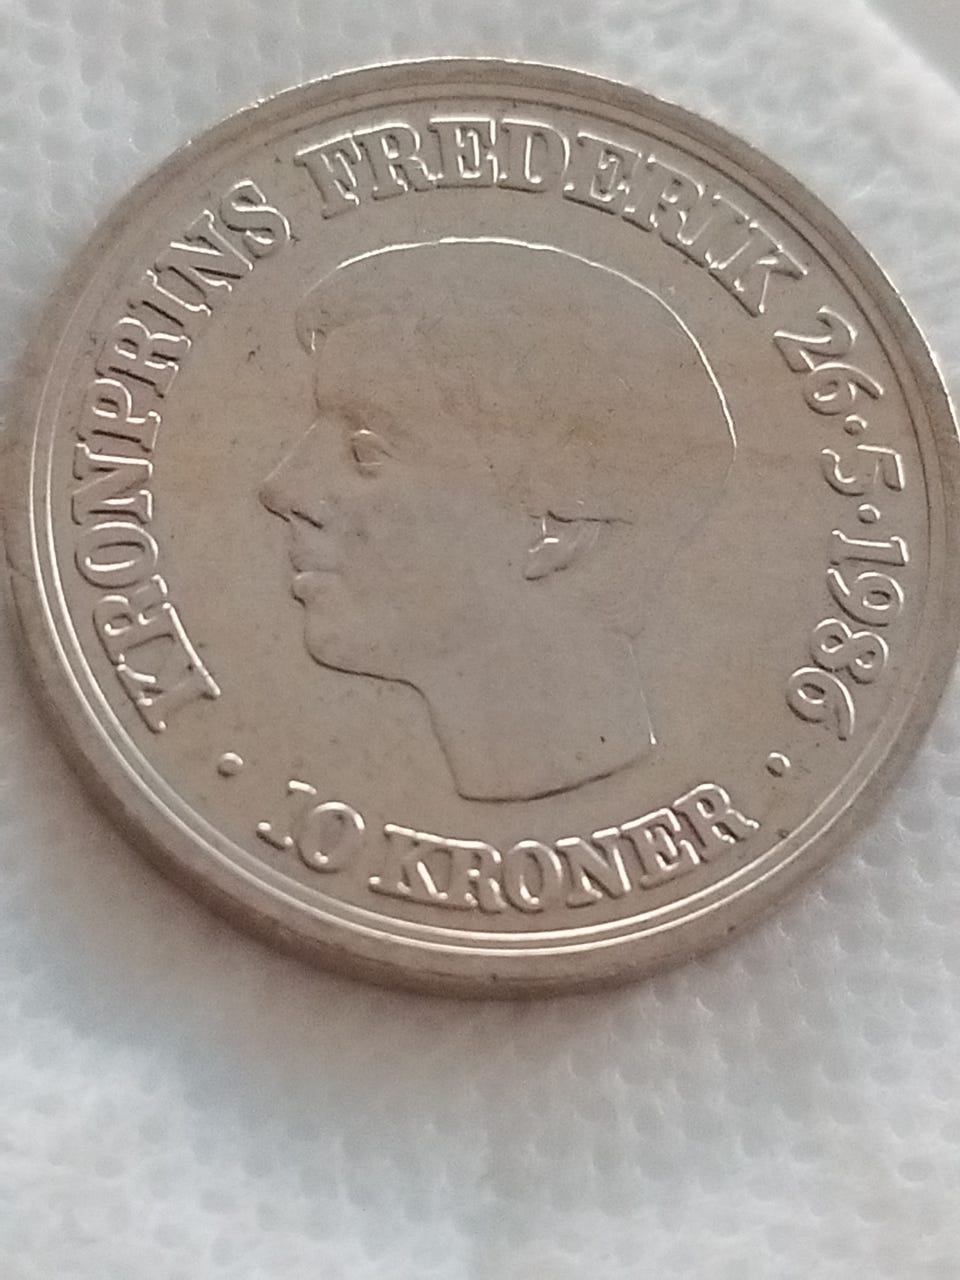 KRONPRINS FREDERIK 26·5·1986
· 10 KRONER ·